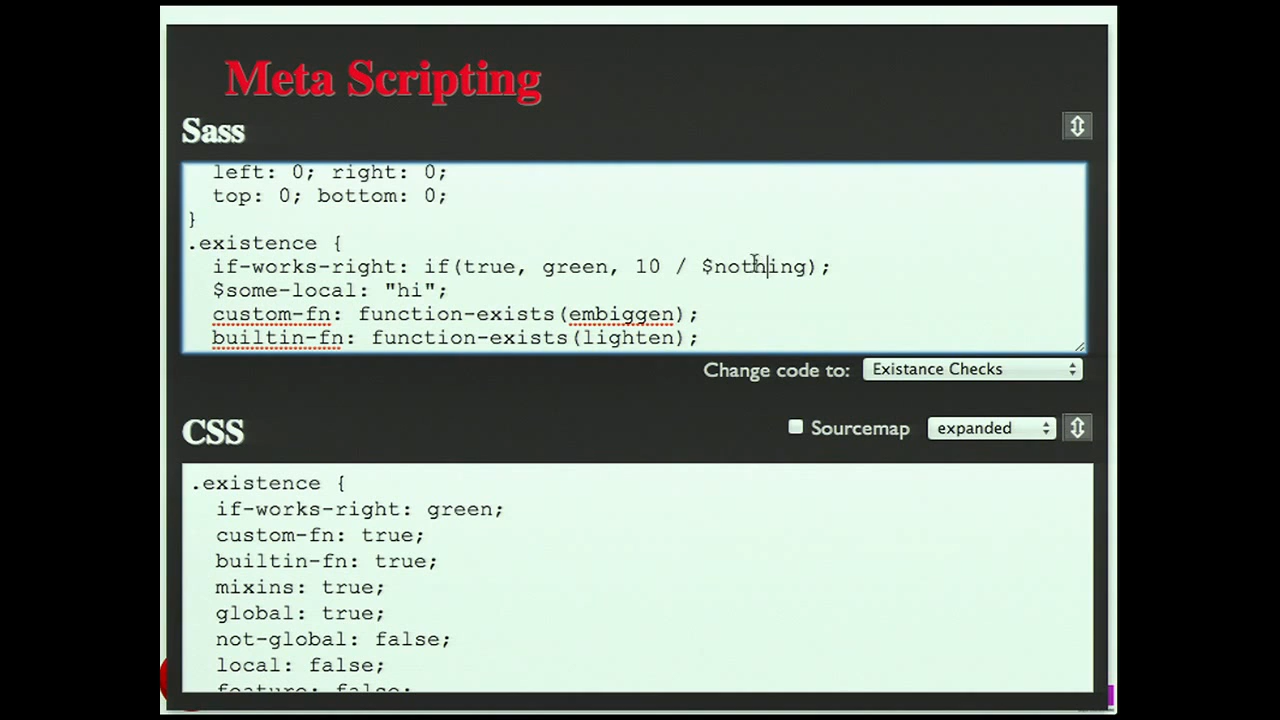 Meta Scripting
Sass
left: 0; right: 0;
top: 0; bottom: 0;
}
.existence {
if-works-right: if(true, green, 10 / $nothing);
$some-local: "hi";
custom-fn: function-exists(embiggen);
builtin-fn: function-exists(lighten);
Change code to: Existance Checks
CSS
Sourcemap expanded
.existence {
if-works-right: green;
custom-fn: true;
builtin-fn: true;
mixins: true;
global: true;
not-global: false;
local: false;
feature: false;